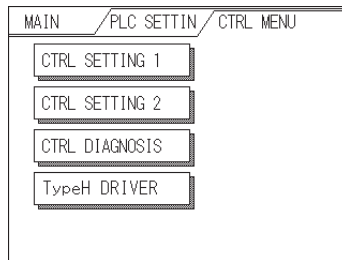 MAIN PLC SETTIN CTRL MENU
CTRL SETTING 1
CTRL SETTING 2
CTRL DIAGNOSIS
TypeH DRIVER